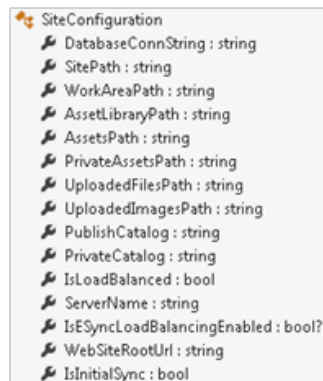 SiteConfiguration
DatabaseConnString : string
SitePath : string
WorkAreaPath : string
AssetLibraryPath : string
AssetsPath : string
PrivateAssetsPath : string
UploadedFilesPath : string
UploadedImagesPath : string
PublishCatalog : string
PrivateCatalog : string
IsLoadBalanced : bool
ServerName : string
IsESyncLoadBalancingEnabled : bool?
WebSiteRootUrl : string
IsInitialSync : bool